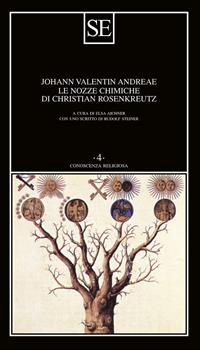 SE
JOHANN VALENTIN ANDREAE
LE NOZZE CHIMICHE
DI CHRISTIAN ROSENKREUTZ
A CURA DI ELSA AICHNER
CON UNO SCRITTO DI RUDOLF STEINER
· 4 ·
CONOSCENZA RELIGIOSA